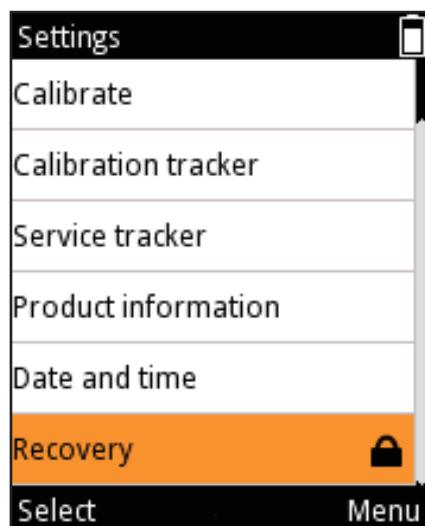 Settings
Calibrate
Calibration tracker
Service tracker
Product information
Date and time
Recovery
Select Menu